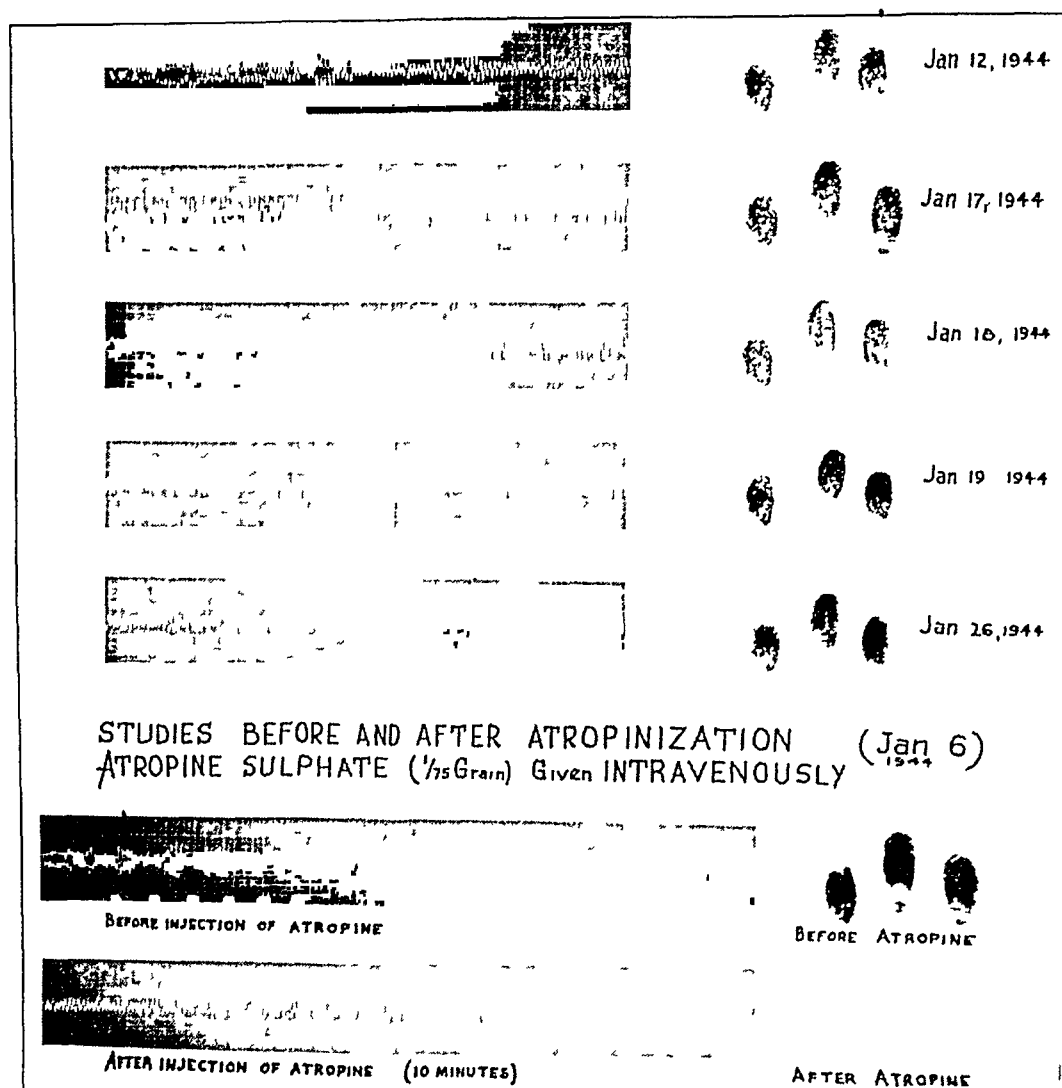 Jan 12, 1944
Jan 17, 1944
Jan 18, 1944
Jan 19 1944
Jan 26, 1944
STUDIES BEFORE AND AFTER ATROPINIZATION (Jan 6)
1944
ATROPINE SULPHATE (1/75 Grain) Given INTRAVENOUSLY
BEFORE INJECTION OF ATROPINE
BEFORE ATROPINE
AFTER INJECTION OF ATROPINE (10 MINUTES)
AFTER ATROPINE